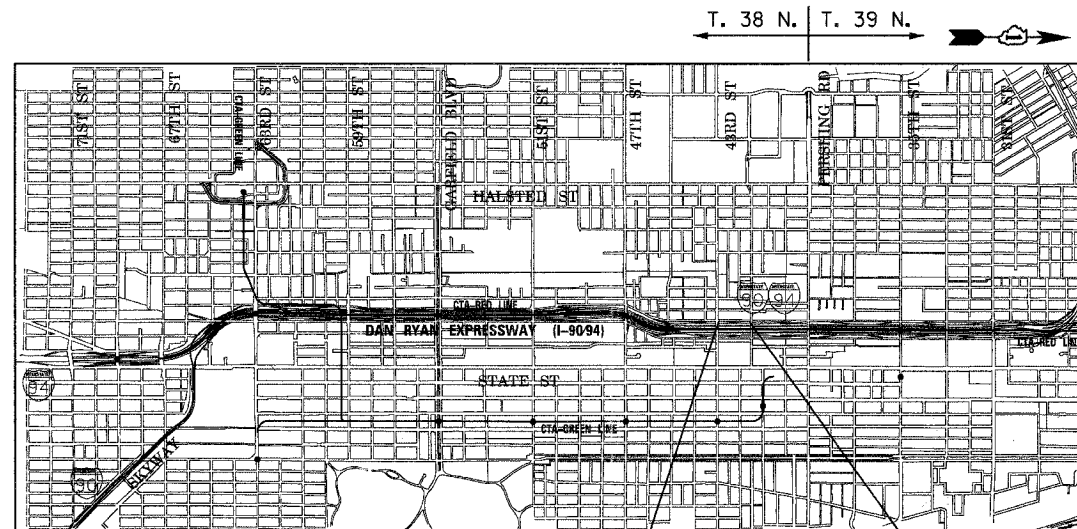 T. 38 N. T. 39 N.
71ST ST
67TH ST
CTA-GREEN LINE
63RD ST
59TH ST
GARFIELD BLVD
51ST ST
47TH ST
43RD ST
PERSHING RD
35TH ST
31ST ST
HALSTED ST
CTA-RED LINE
DAN RYAN EXPRESSWAY (I-90/94)
90 94
CTA-RED LINE
94
STATE ST
CTA-GREEN LINE
SKYWAY
90